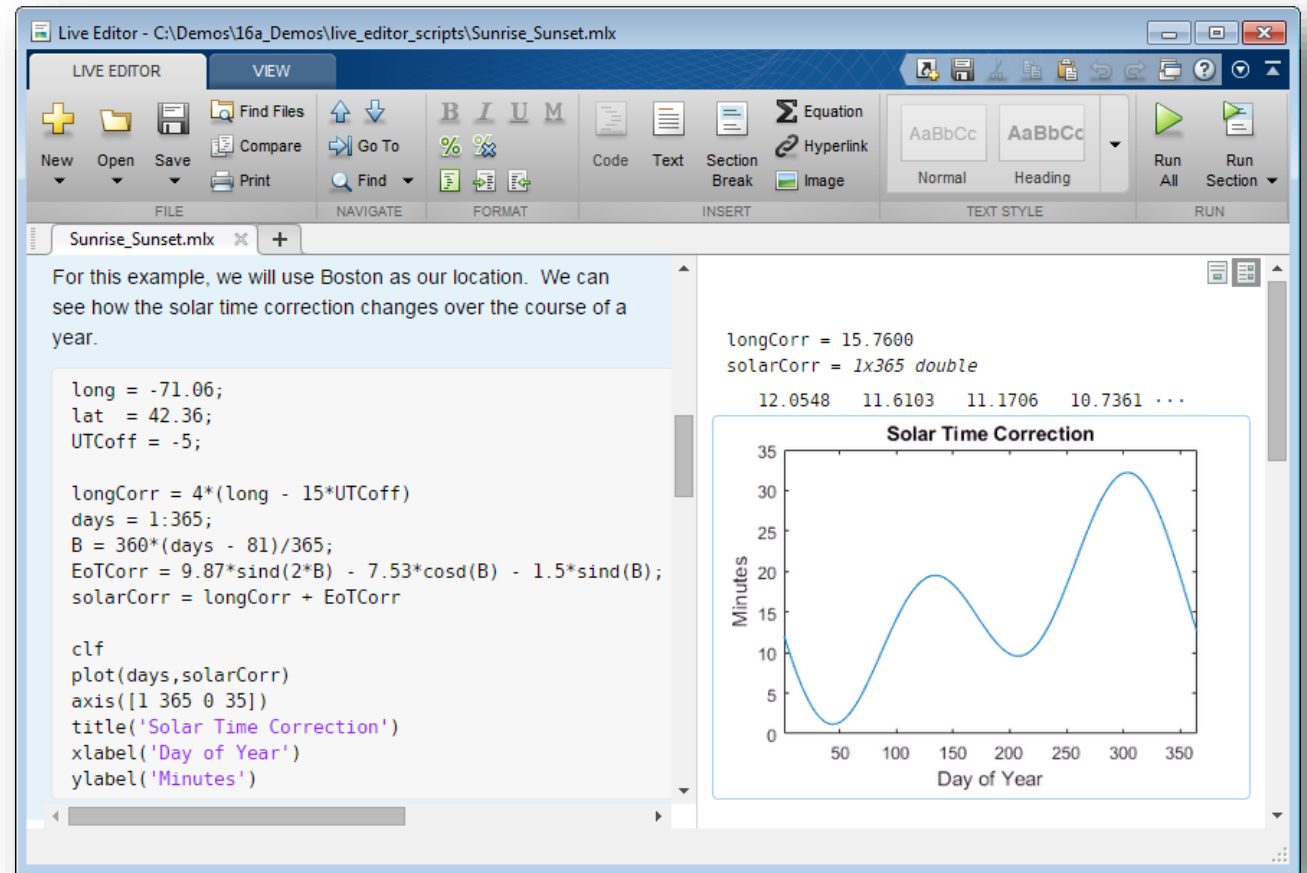 Live Editor - C:\Demos\16a_Demos\live_editor_scripts\Sunrise_Sunset.mlx
LIVE EDITOR VIEW
New Open Save
Find Files
Compare
Print
FILE
Go To
Find
NAVIGATE
B I U M
FORMAT
Code Text Section Break
Equation
Hyperlink
Image
INSERT
AaBbCc AaBbCc
Normal Heading
TEXT STYLE
Run All Run Section
RUN
Sunrise_Sunset.mlx
For this example, we will use Boston as our location. We can
see how the solar time correction changes over the course of a
year.
long = -71.06;
lat = 42.36;
UTCoff = -5;
longCorr = 4*(long - 15*UTCoff)
days = 1:365;
B = 360*(days - 81)/365;
EoTCorr = 9.87*sind(2*B) - 7.53*cosd(B) - 1.5*sind(B);
solarCorr = longCorr + EoTCorr
clf
plot(days,solarCorr)
axis([1 365 0 35])
title('Solar Time Correction')
xlabel('Day of Year')
ylabel('Minutes')
longCorr = 15.7600
solarCorr = 1x365 double
12.0548 11.6103 11.1706 10.7361 ···
Solar Time Correction
35
30
25
20
15
10
5
0
Minutes
50 100 150 200 250 300 350
Day of Year